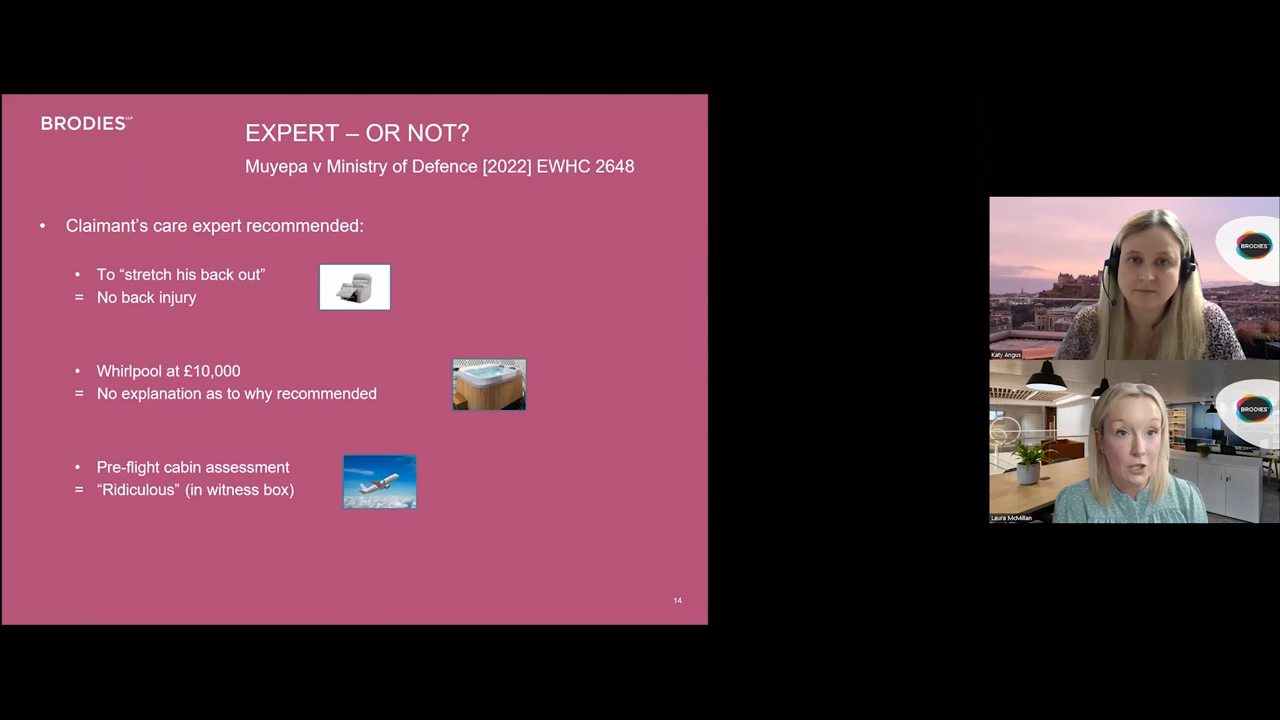 BRODIES LLP
EXPERT – OR NOT?
Muyepa v Ministry of Defence [2022] EWHC 2648
• Claimant’s care expert recommended:
• To “stretch his back out”
= No back injury
• Whirlpool at £10,000
= No explanation as to why recommended
• Pre-flight cabin assessment
= “Ridiculous” (in witness box)
14
BRODIES
Katy Angus
BRODIES
Laura McMillan